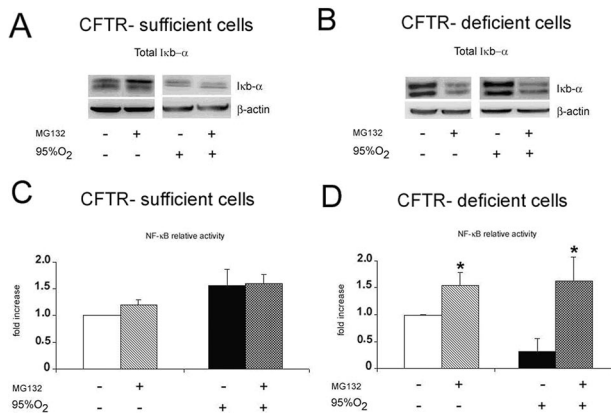 A
CFTR- sufficient cells
Total Iκb-α
Iκb-α
β-actin
MG132 - + - +
95%O2 - - + +
B
CFTR- deficient cells
Total Iκb-α
Iκb-α
β-actin
MG132 - + - +
95%O2 - - + +
C
CFTR- sufficient cells
NF-κB relative activity
fold increase
2.0
1.5
1.0
0.5
0
MG132 - + - +
95%O2 - - + +
D
CFTR- deficient cells
NF-κB relative activity
fold increase
2.0
1.5
1.0
0.5
0
* *
MG132 - + - +
95%O2 - - + +